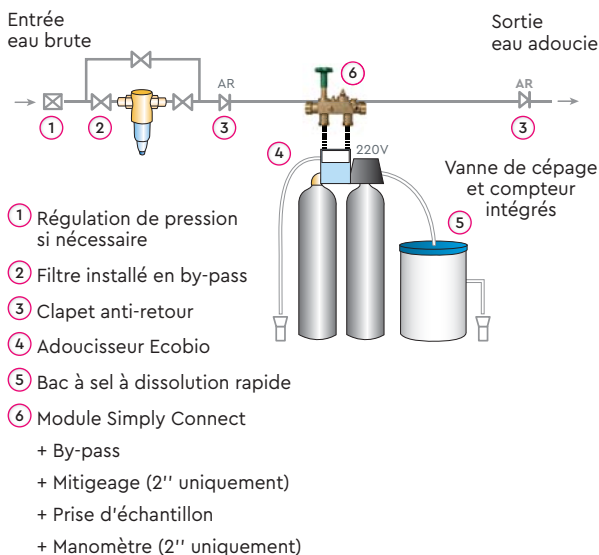 Entrée
eau brute
Sortie
eau adoucie
6
AR
AR
1
2
3
3
4
220V
Vanne de cépage
et compteur
intégrés
5
1 Régulation de pression
si nécessaire
2 Filtre installé en by-pass
3 Clapet anti-retour
4 Adoucisseur Ecobio
5 Bac à sel à dissolution rapide
6 Module Simply Connect
+ By-pass
+ Mitigeage (2'' uniquement)
+ Prise d'échantillon
+ Manomètre (2'' uniquement)